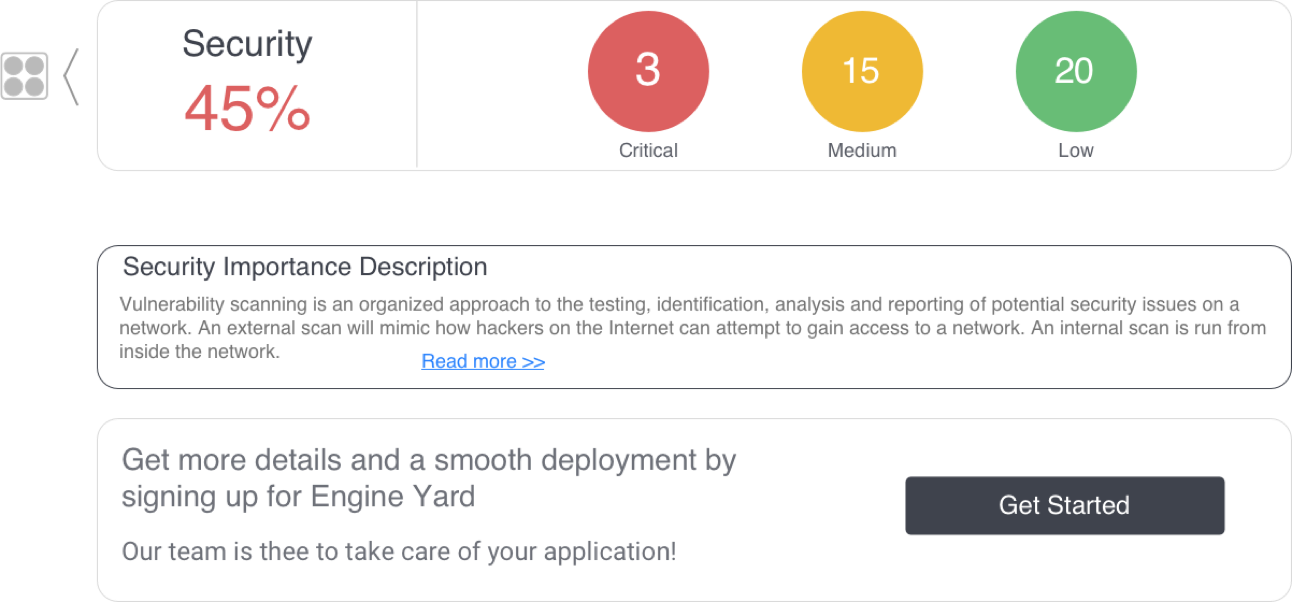 Security
45%
3
15
20
Critical
Medium
Low
Security Importance Description
Vulnerability scanning is an organized approach to the testing, identification, analysis and reporting of potential security issues on a
network. An external scan will mimic how hackers on the Internet can attempt to gain access to a network. An internal scan is run from
inside the network.
Read more >>
Get more details and a smooth deployment by
signing up for Engine Yard
Get Started
Our team is thee to take care of your application!